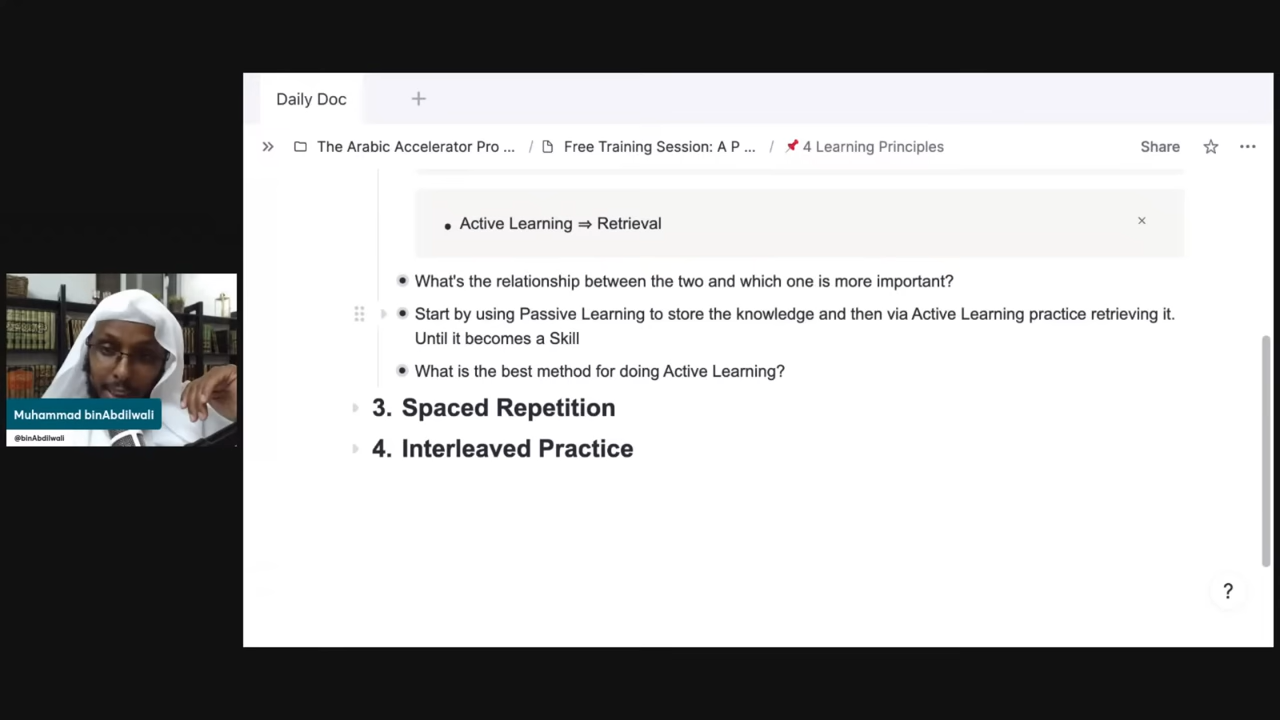 Daily Doc
The Arabic Accelerator Pro ... / Free Training Session: A P ... / 4 Learning Principles
Share
• Active Learning ⇒ Retrieval
What's the relationship between the two and which one is more important?
Start by using Passive Learning to store the knowledge and then via Active Learning practice retrieving it.
Until it becomes a Skill
What is the best method for doing Active Learning?
3. Spaced Repetition
4. Interleaved Practice
Muhammad binAbdilwali
@binAbdilwali
?